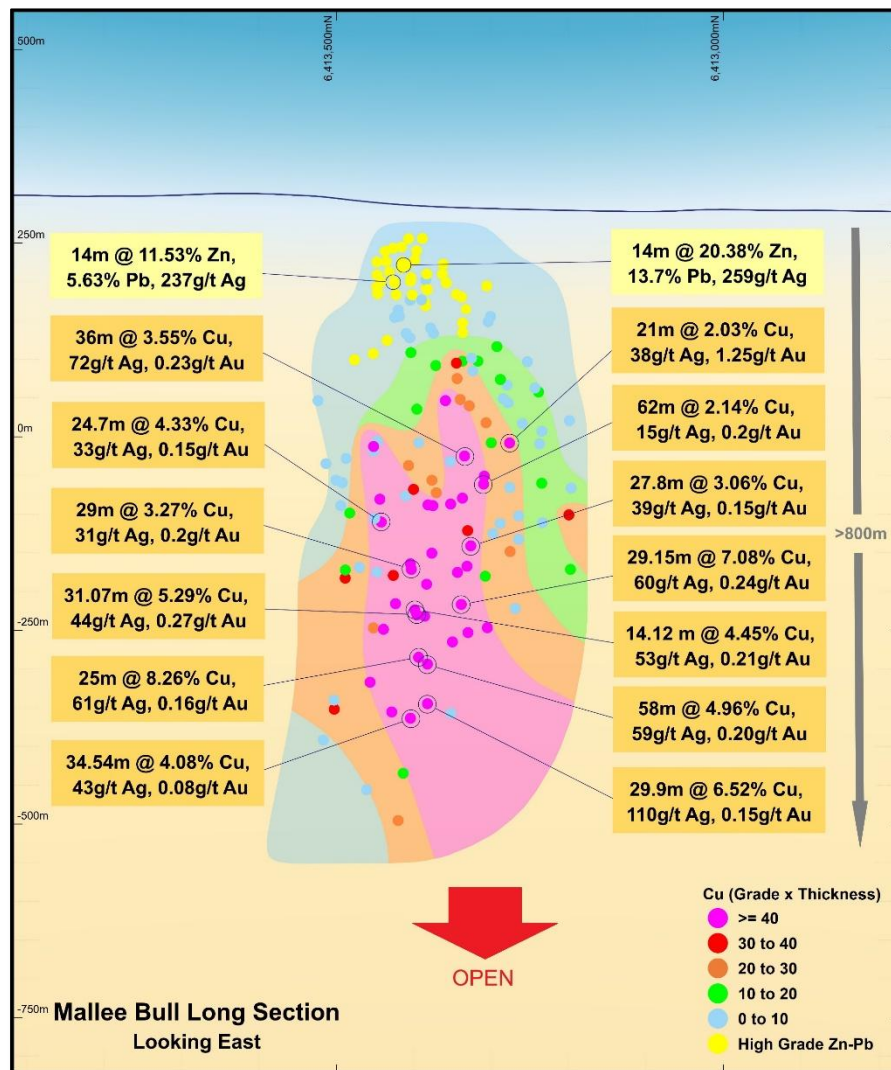 500m
6,413,500mN
6,413,000mN
250m
14m @ 11.53% Zn,
5.63% Pb, 237g/t Ag
14m @ 20.38% Zn,
13.7% Pb, 259g/t Ag
36m @ 3.55% Cu,
72g/t Ag, 0.23g/t Au
21m @ 2.03% Cu,
38g/t Ag, 1.25g/t Au
0m
24.7m @ 4.33% Cu,
33g/t Ag, 0.15g/t Au
62m @ 2.14% Cu,
15g/t Ag, 0.2g/t Au
29m @ 3.27% Cu,
31g/t Ag, 0.2g/t Au
27.8m @ 3.06% Cu,
39g/t Ag, 0.15g/t Au
>800m
29.15m @ 7.08% Cu,
60g/t Ag, 0.24g/t Au
-250m
31.07m @ 5.29% Cu,
44g/t Ag, 0.27g/t Au
14.12 m @ 4.45% Cu,
53g/t Ag, 0.21g/t Au
25m @ 8.26% Cu,
61g/t Ag, 0.16g/t Au
58m @ 4.96% Cu,
59g/t Ag, 0.20g/t Au
34.54m @ 4.08% Cu,
43g/t Ag, 0.08g/t Au
29.9m @ 6.52% Cu,
110g/t Ag, 0.15g/t Au
-500m
OPEN
Cu (Grade x Thickness)
>= 40
30 to 40
20 to 30
10 to 20
0 to 10
High Grade Zn-Pb
-750m
Mallee Bull Long Section
Looking East